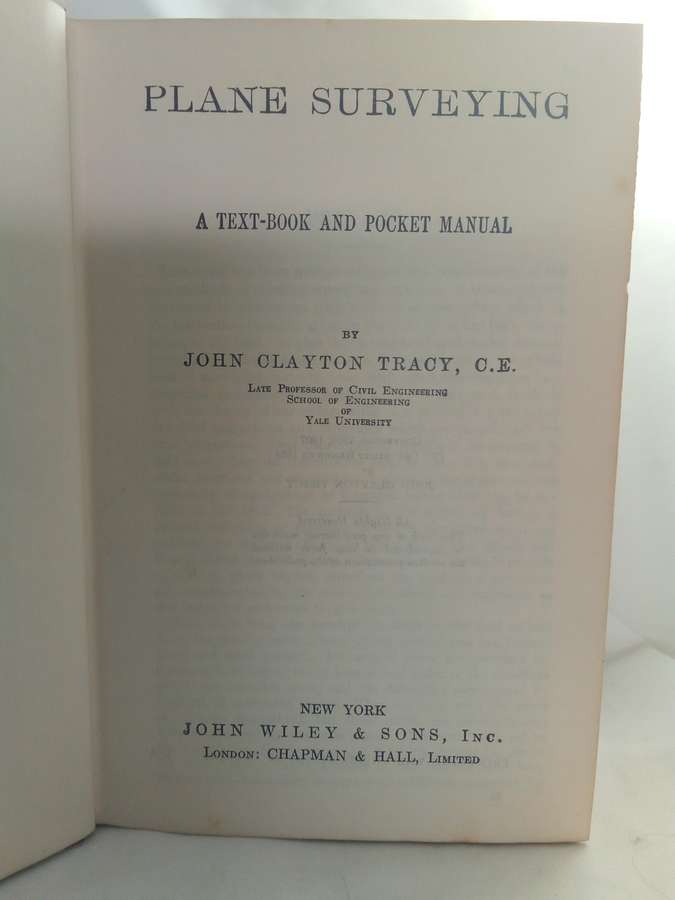 PLANE SURVEYING
A TEXT-BOOK AND POCKET MANUAL
BY
JOHN CLAYTON TRACY, C.E.
LATE PROFESSOR OF CIVIL ENGINEERING
SCHOOL OF ENGINEERING
OF
YALE UNIVERSITY
NEW YORK
JOHN WILEY & SONS, INC.
LONDON: CHAPMAN & HALL, LIMITED